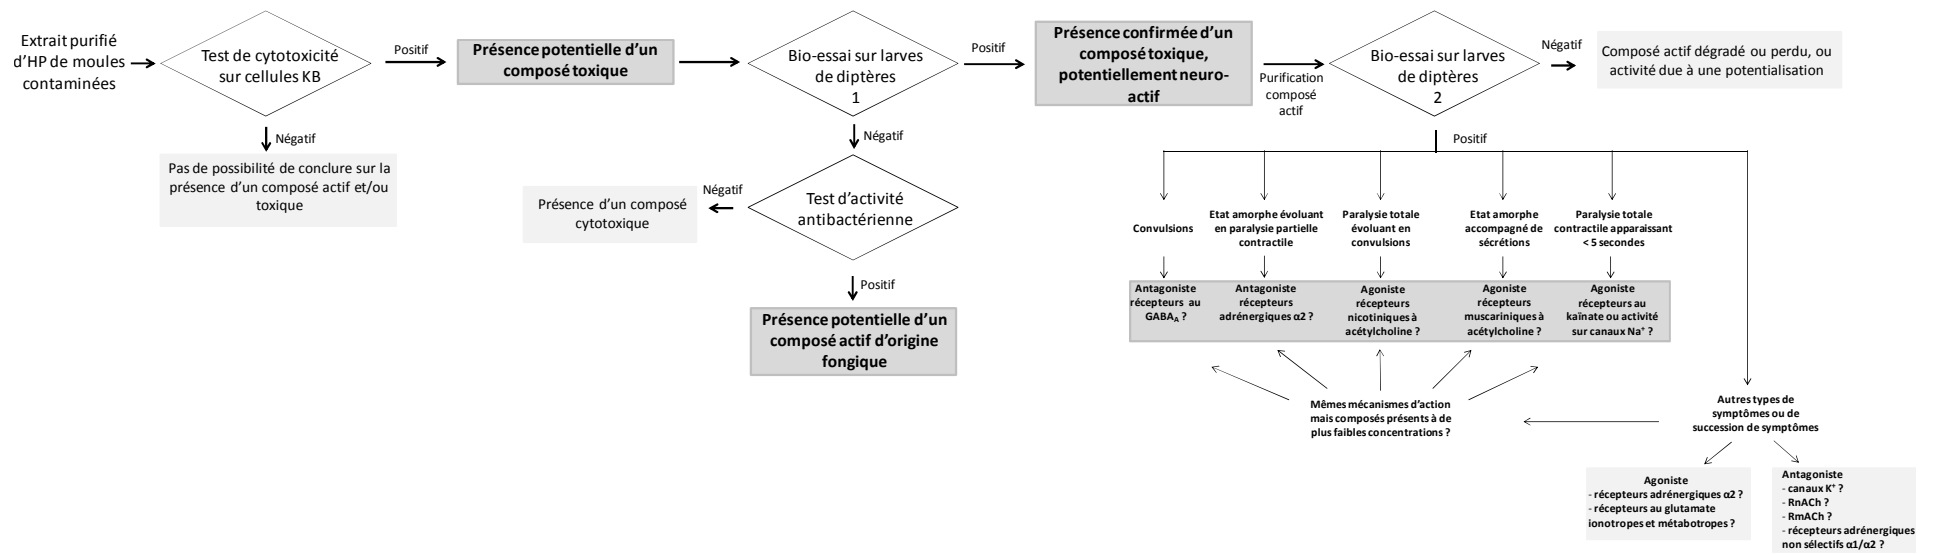 Extrait purifié
d’HP de moules
contaminées
Test de cytotoxicité
sur cellules KB
Positif
Présence potentielle d’un
composé toxique
Bio-essai sur larves
de diptères
1
Positif
Présence confirmée d’un
composé toxique,
potentiellement neuro-
actif
Purification
composé
actif
Bio-essai sur larves
de diptères
2
Négatif
Composé actif dégradé ou perdu, ou
activité due à une potentialisation
Négatif
Pas de possibilité de conclure sur la
présence d’un composé actif et/ou
toxique
Négatif
Test d’activité
antibactérienne
Négatif
Présence d’un composé
cytotoxique
Positif
Présence potentielle d’un
composé actif d’origine
fongique
Positif
Convulsions
Etat amorphe évoluant
en paralysie partielle
contractile
Paralysie totale
évoluant en
convulsions
Etat amorphe
accompagné de
sécrétions
Paralysie totale
contractile apparaissant
< 5 secondes
Antagoniste
récepteurs au
GABA_A ?
Antagoniste
récepteurs
adrénergiques α2 ?
Agoniste
récepteurs
nicotiniques à
acétylcholine ?
Agoniste
récepteurs
muscariniques à
acétylcholine ?
Agoniste
récepteurs au
kaïnate ou activité
sur canaux Na⁺ ?
Mêmes mécanismes d’action
mais composés présents à de
plus faibles concentrations ?
Autres types de
symptômes ou de
succession de symptômes
Agoniste
- récepteurs adrénergiques α2 ?
- récepteurs au glutamate
ionotropes et métabotropes ?
Antagoniste
- canaux K⁺ ?
- RnACh ?
- RmACh ?
- récepteurs adrénergiques
non sélectifs α1/α2 ?